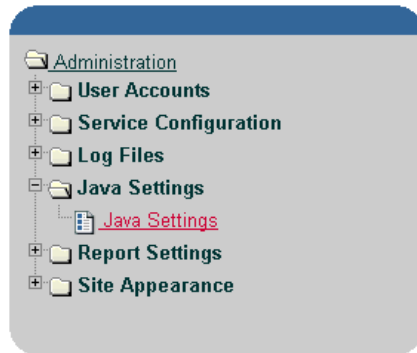 Administration
User Accounts
Service Configuration
Log Files
Java Settings
Java Settings
Report Settings
Site Appearance